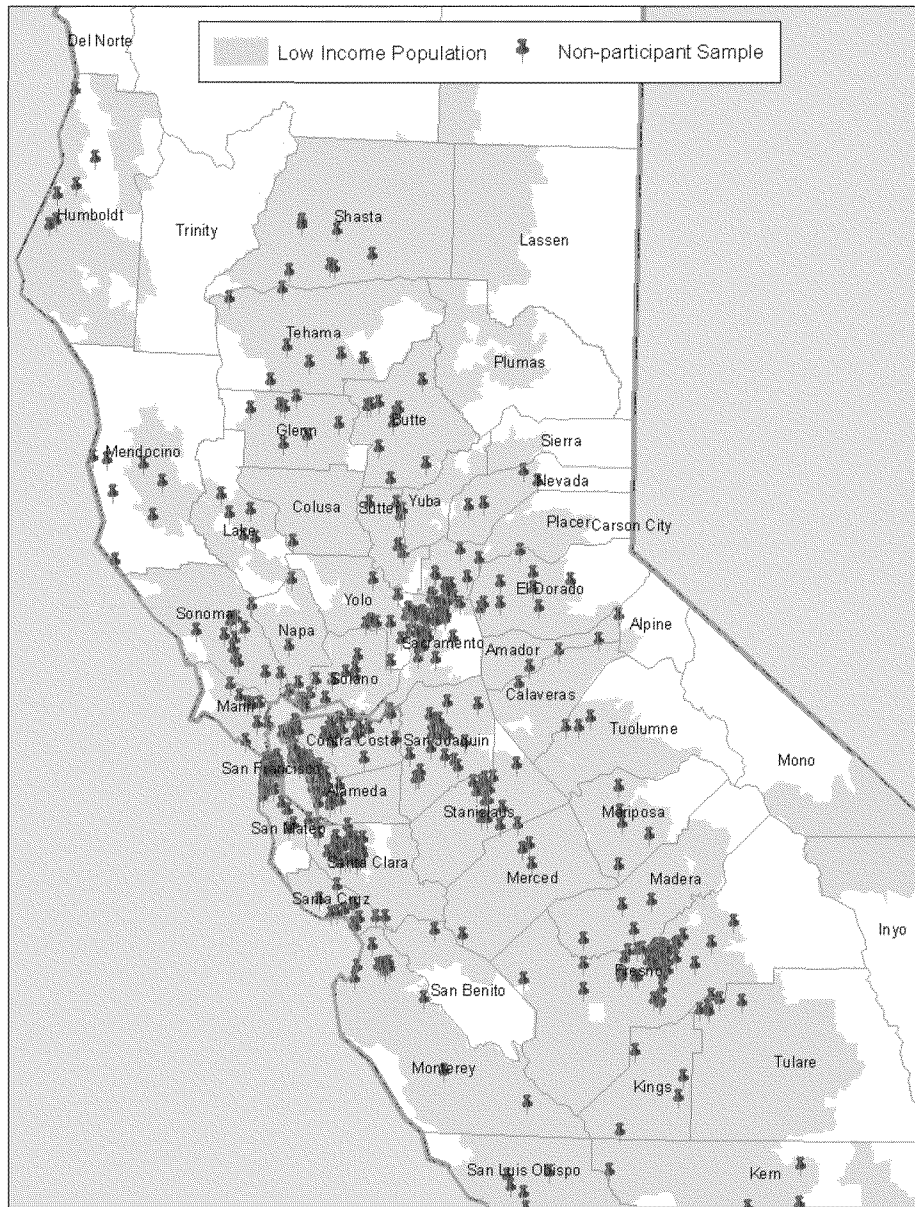 Del Norte
Low Income Population
Non-participant Sample
Humboldt
Trinity
Shasta
Lassen
Tehama
Plumas
Glenn
Butte
Mendocino
Sierra
Nevada
Colusa
Sutter
Yuba
Placer
Carson City
Lake
El Dorado
Sonoma
Napa
Yolo
Sacramento
Amador
Alpine
Solano
Calaveras
Marin
Tuolumne
Contra Costa
San Joaquin
Mono
San Francisco
Alameda
Stanislaus
Mariposa
San Mateo
Santa Clara
Merced
Madera
Santa Cruz
Inyo
Fresno
San Benito
Monterey
Kings
Tulare
San Luis Obispo
Kern